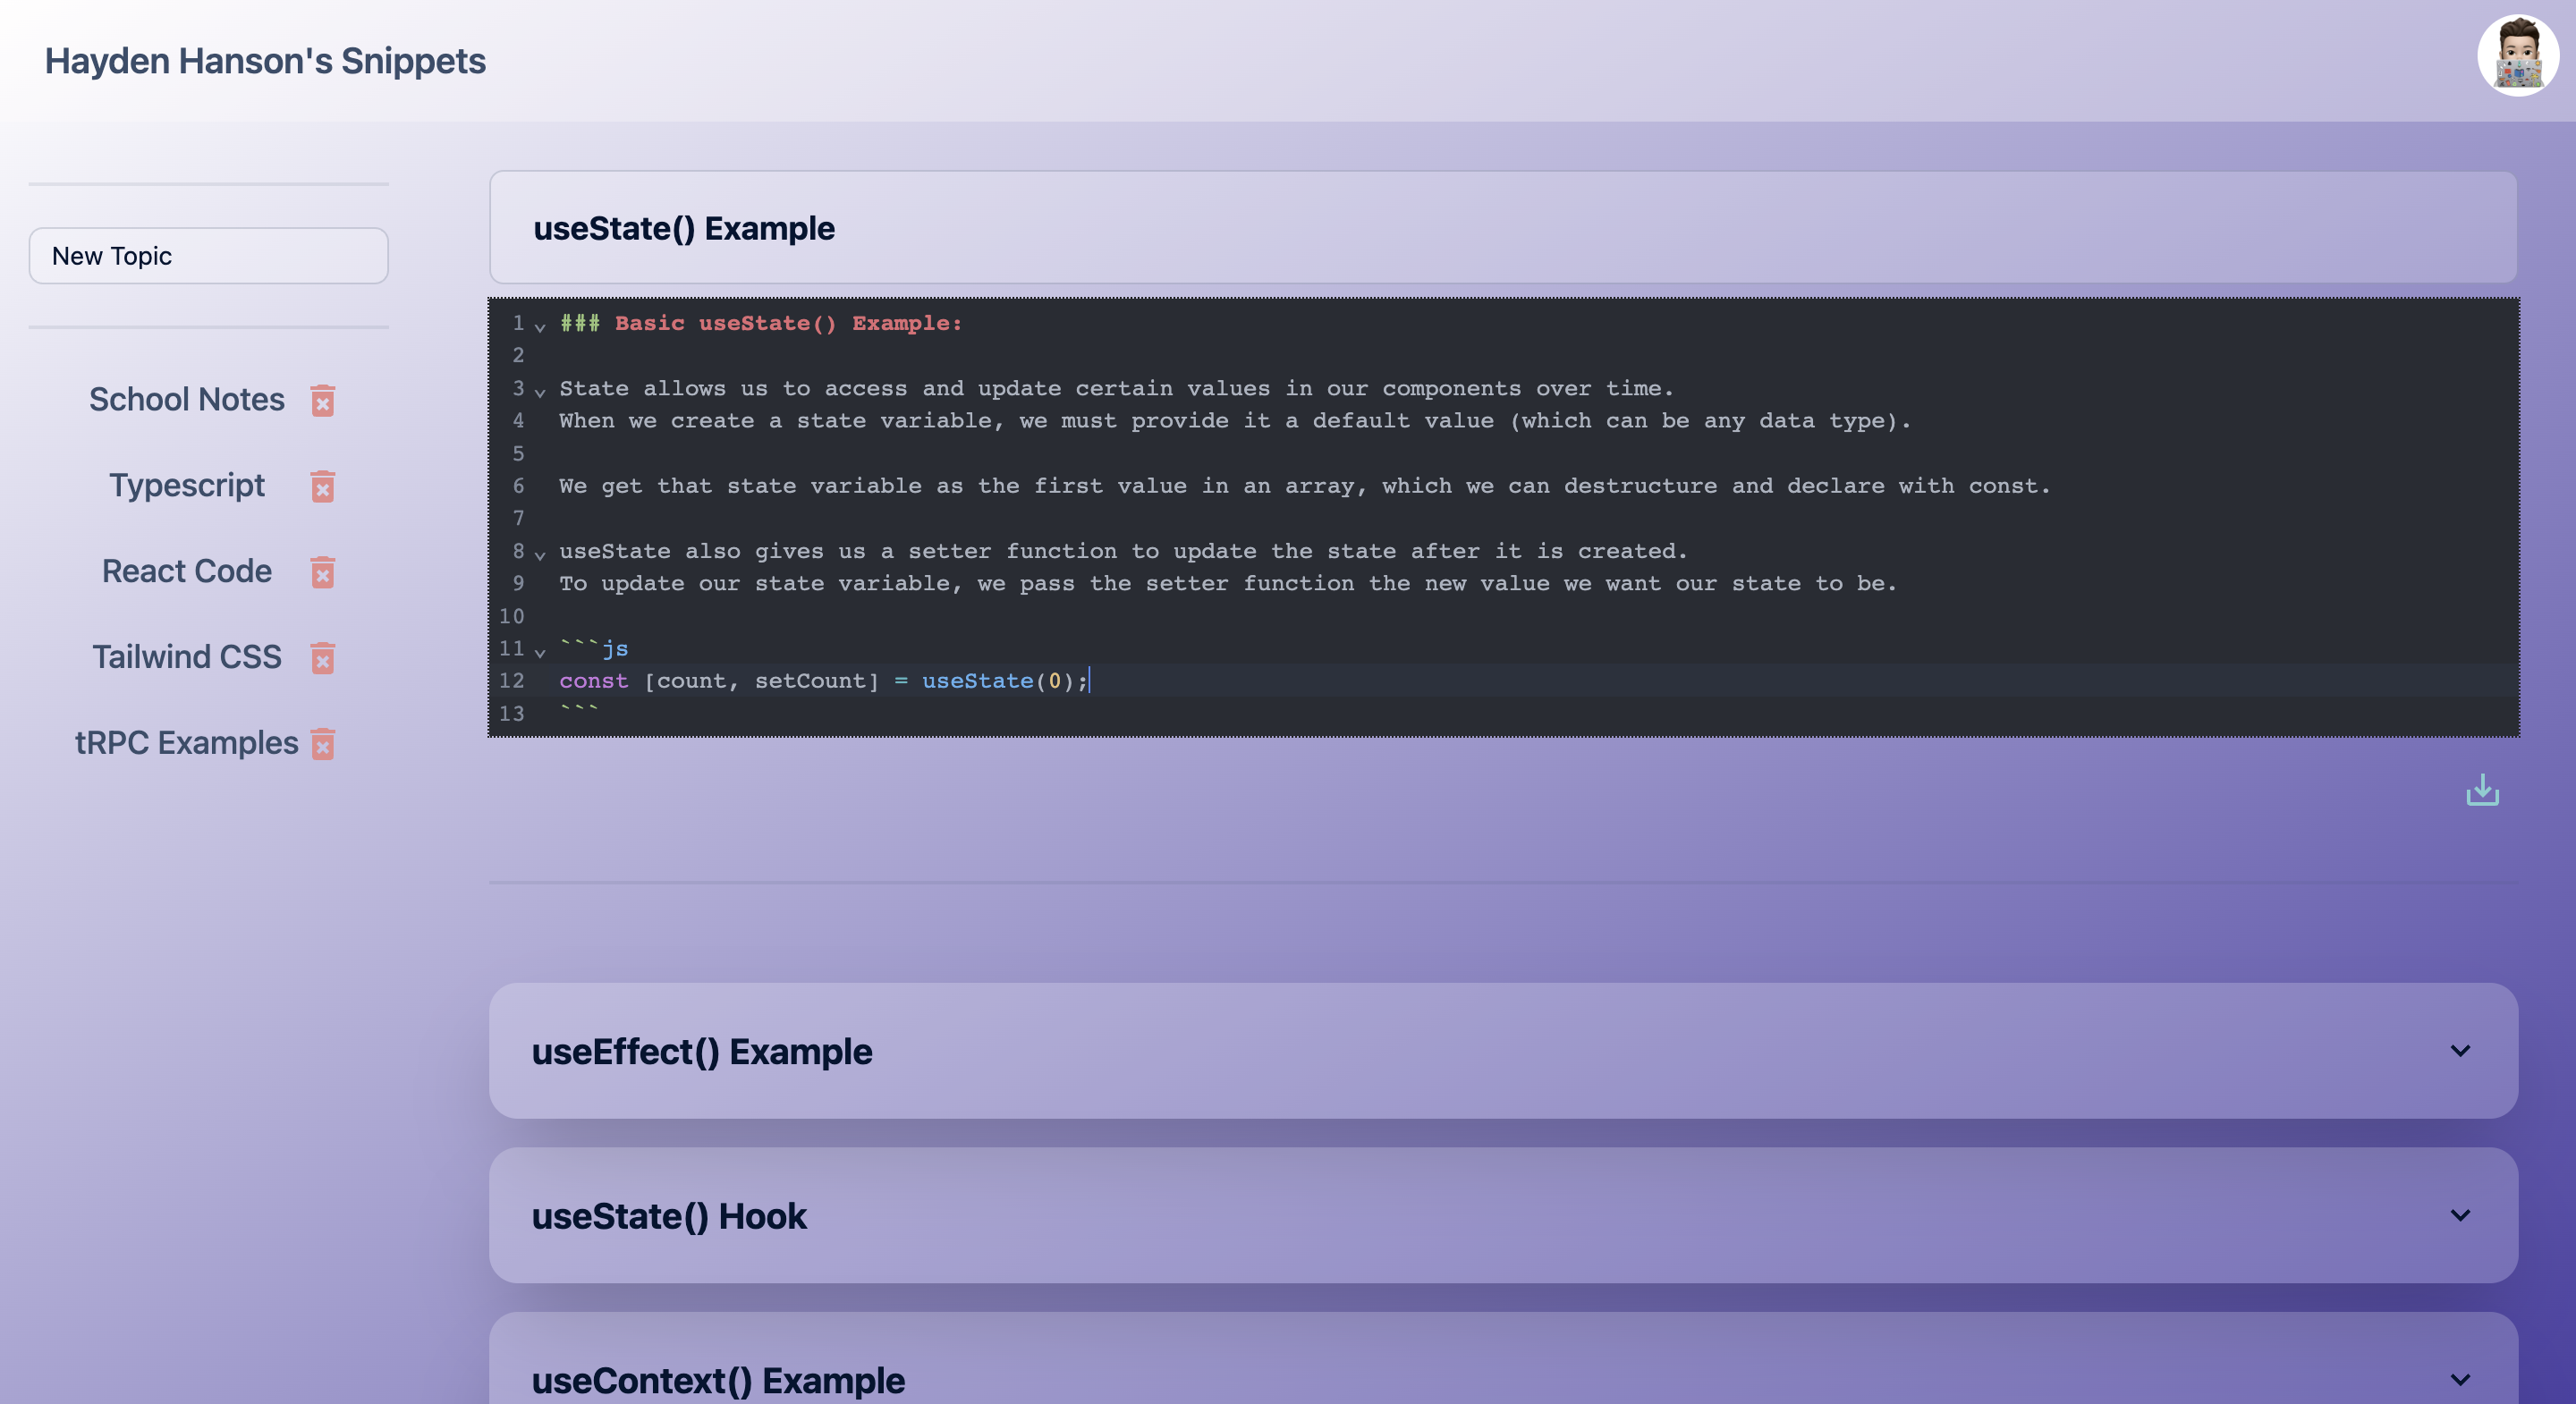 Hayden Hanson's Snippets
New Topic
School Notes
Typescript
React Code
Tailwind CSS
tRPC Examples
useState() Example
1 ### Basic useState() Example:
2
3 State allows us to access and update certain values in our components over time.
4 When we create a state variable, we must provide it a default value (which can be any data type).
5
6 We get that state variable as the first value in an array, which we can destructure and declare with const.
7
8 useState also gives us a setter function to update the state after it is created.
9 To update our state variable, we pass the setter function the new value we want our state to be.
10
11 ```js
12 const [count, setCount] = useState(0);
13 ```
useEffect() Example
useState() Hook
useContext() Example